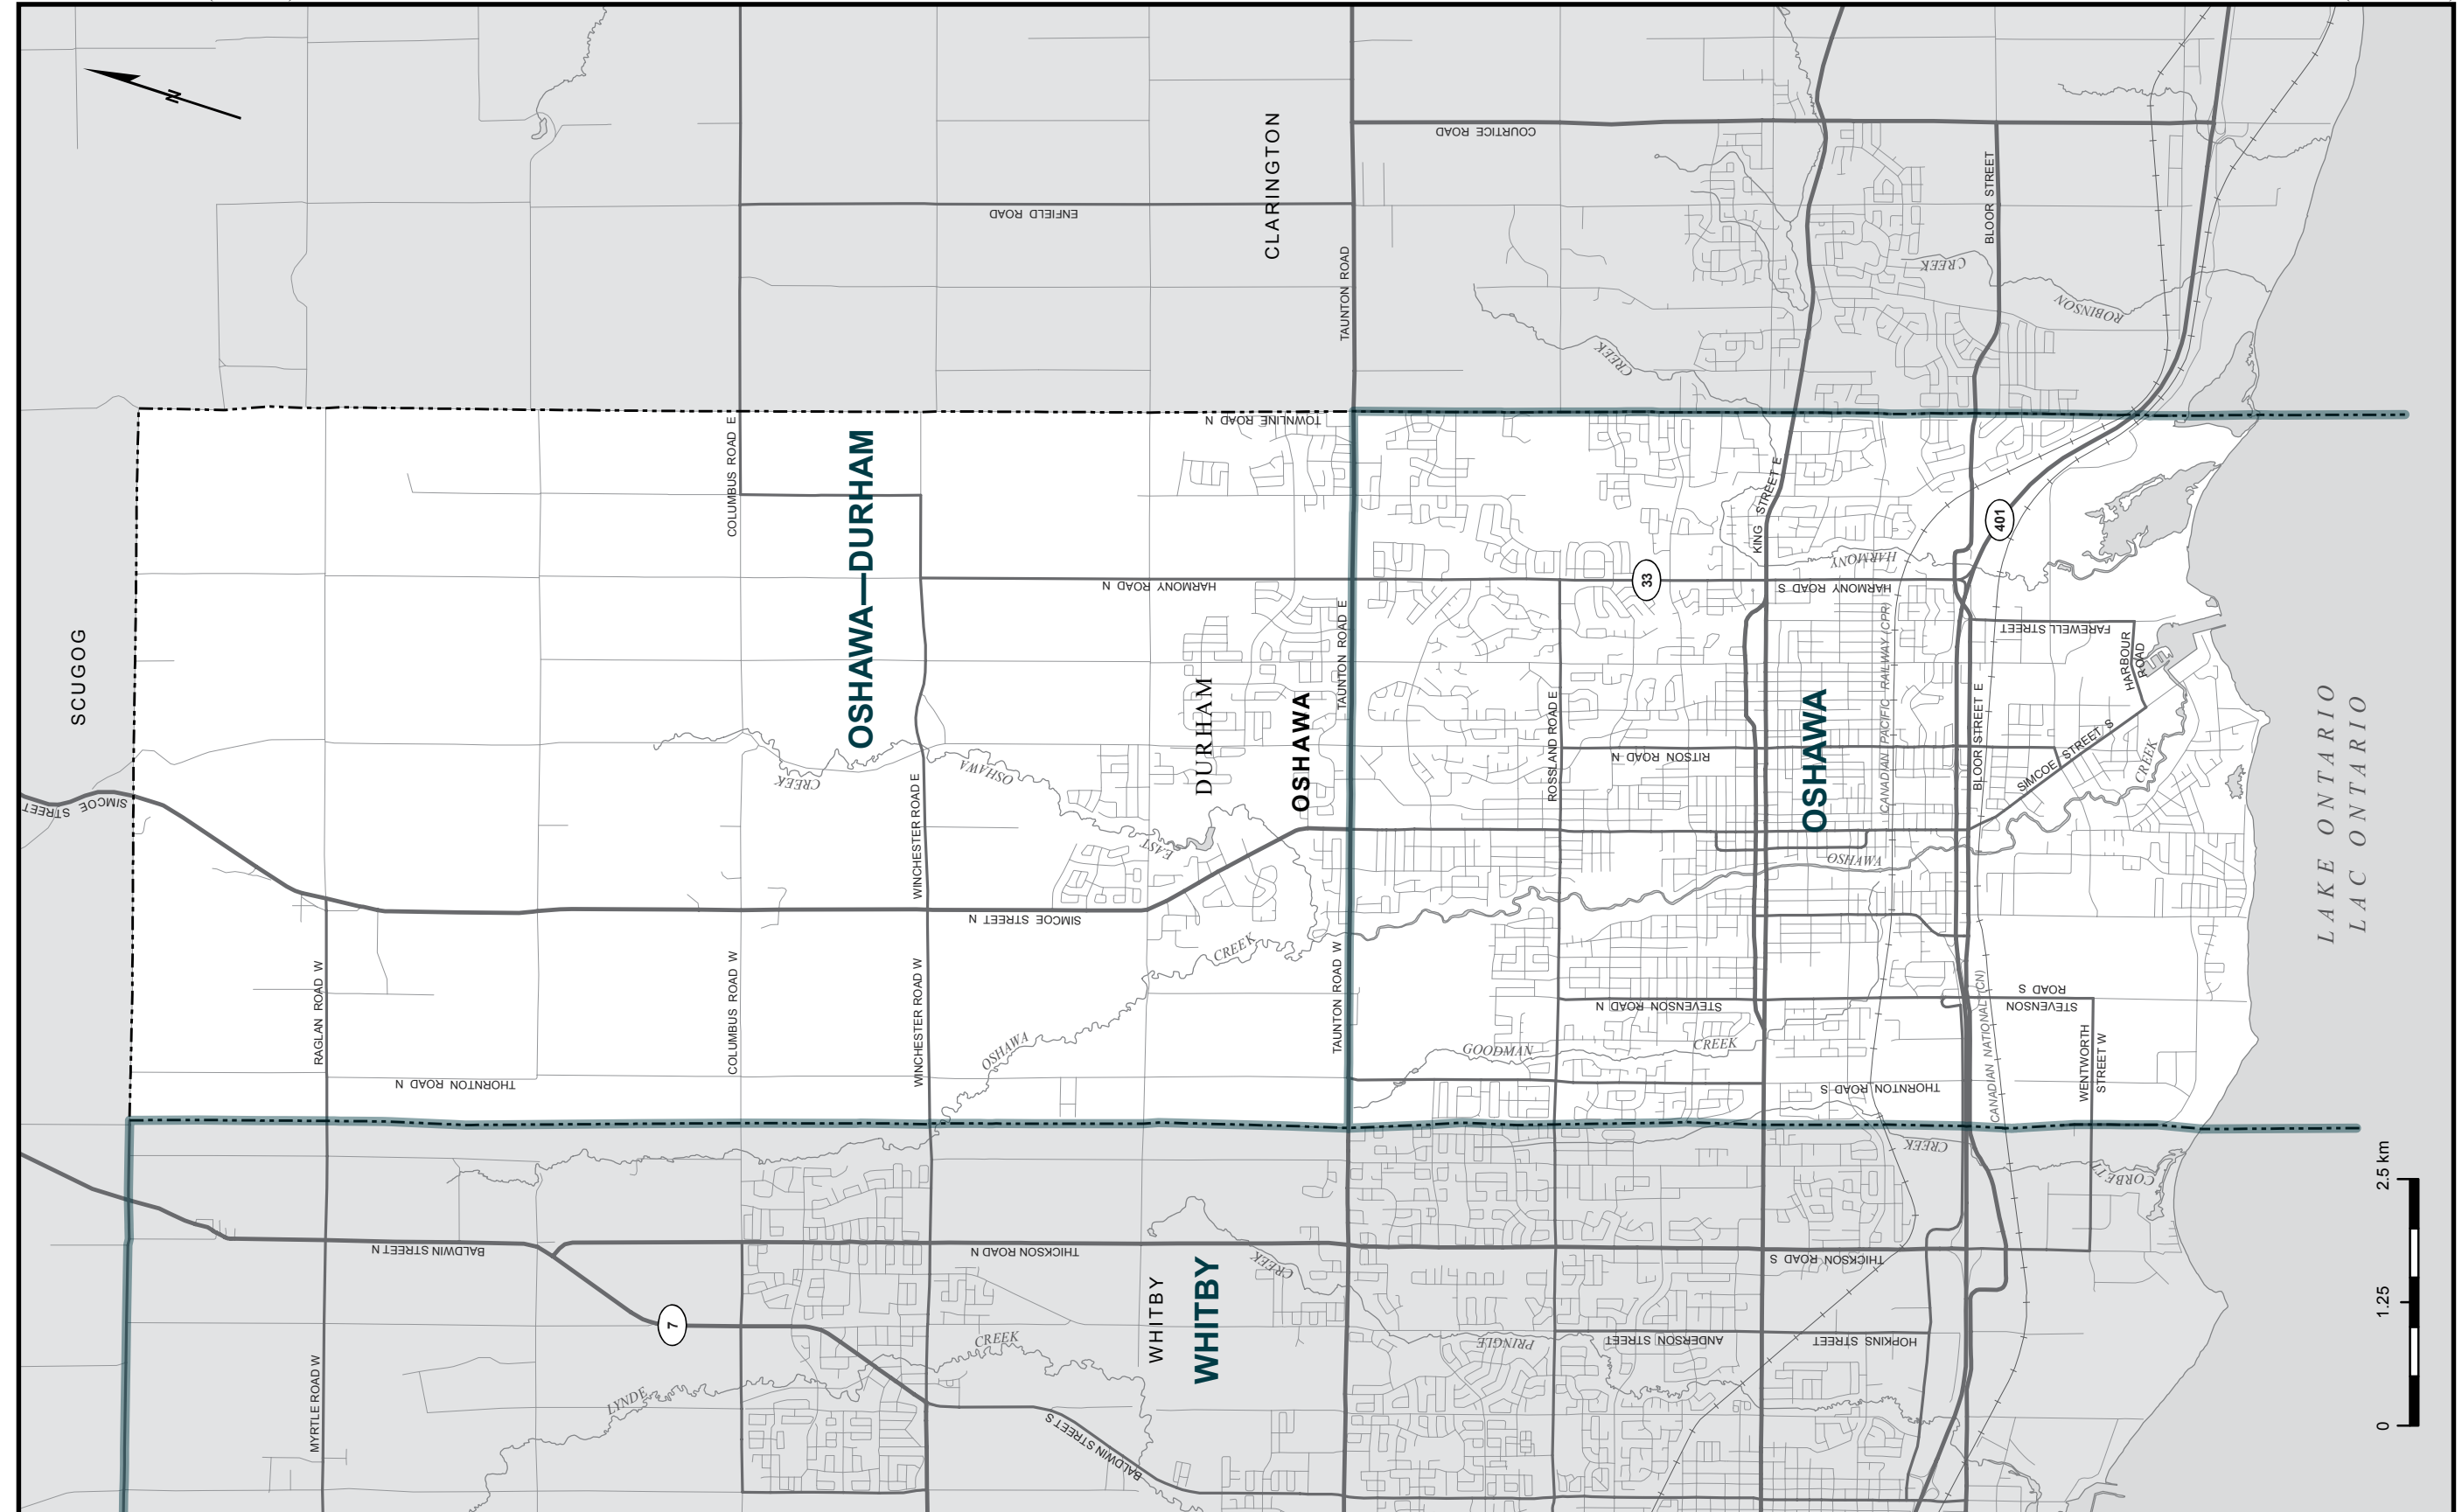 N
COURTICE ROAD
BLOOR STREET
ENFIELD ROAD
CLARINGTON
TAUNTON ROAD
CREEK
ROBINSON
CREEK
TOWNLINE ROAD N
COLUMBUS ROAD E
OSHAWA—DURHAM
KING STREET E
401
HARMONY
33
HARMONY ROAD N
HARMONY ROAD S
SCUGOG
TAUNTON ROAD E
CANADIAN PACIFIC RAILWAY (CPR)
FAREWELL STREET
HARBOUR
ROAD
DURHAM
OSHAWA
ROSSLAND ROAD E
RITSON ROAD N
OSHAWA
BLOOR STREET E
SIMCOE STREET S
CREEK
LAKE ONTARIO
LAC ONTARIO
SIMCOE STREET
CREEK
OSHAWA
EAST
WINCHESTER ROAD E
OSHAWA
SIMCOE STREET N
CREEK
RAGLAN ROAD W
COLUMBUS ROAD W
WINCHESTER ROAD W
TAUNTON ROAD W
OSHAWA
STEVENSON ROAD N
STEVENSON
ROAD S
GOODMAN
CREEK
CANADIAN NATIONAL (CN)
WENTWORTH
STREET W
THORNTON ROAD N
THORNTON ROAD S
CREEK
CORBETT
BALDWIN STREET N
THICKSON ROAD N
THICKSON ROAD S
CREEK
7
WHITBY
WHITBY
CREEK
LYNDE
PRINGLE
ANDERSON STREET
HOPKINS STREET
MYRTLE ROAD W
BALDWIN STREET S
0 1.25 2.5 km